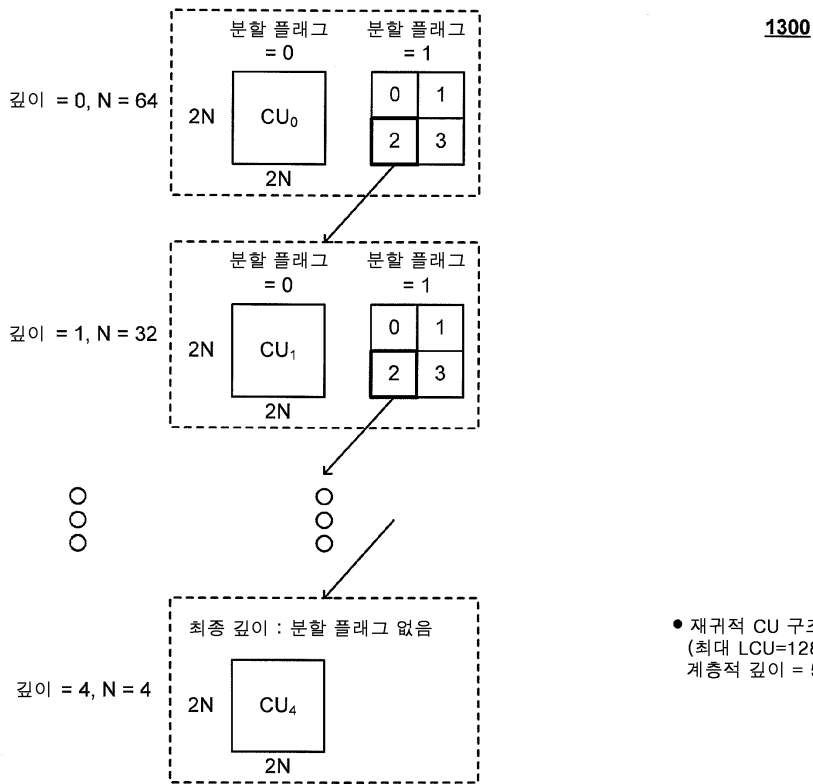 1300
분할 플래그 분할 플래그
= 0 = 1
깊이 = 0, N = 64
2N
CU₀
0 1
2 3
2N
분할 플래그 분할 플래그
= 0 = 1
깊이 = 1, N = 32
2N
CU₁
0 1
2 3
2N
최종 깊이 : 분할 플래그 없음
깊이 = 4, N = 4
2N
CU₄
2N
● 재귀적 CU
(최대
계층적 깊이 =